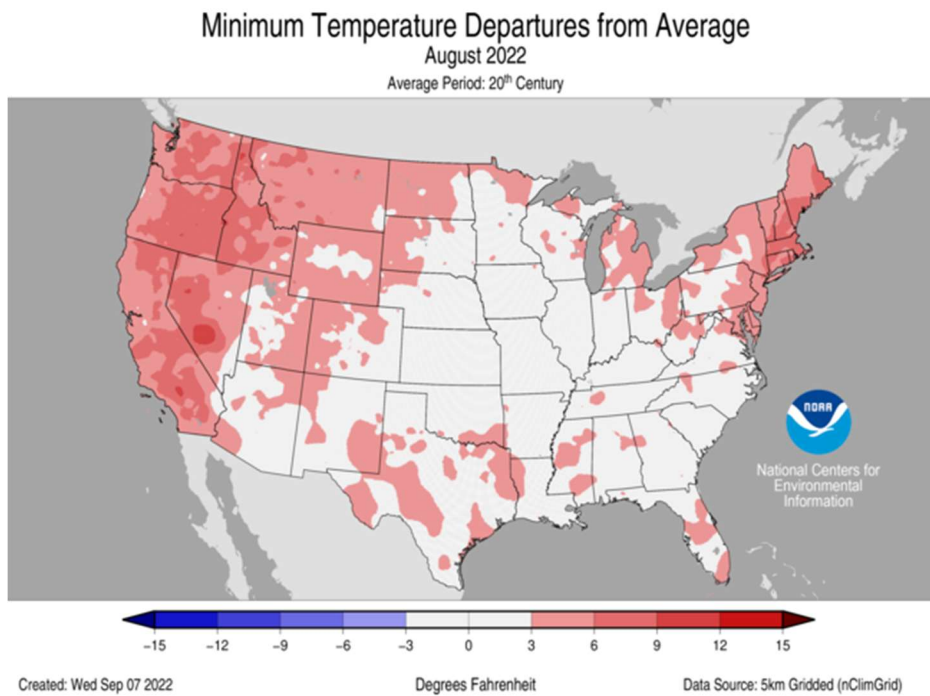 Minimum Temperature Departures from Average
August 2022
Average Period: 20th Century
NOAA
National Centers for
Environmental
Information
−15 −12 −9 −6 −3 0 3 6 9 12 15
Created: Wed Sep 07 2022 Degrees Fahrenheit Data Source: 5km Gridded (nClimGrid)